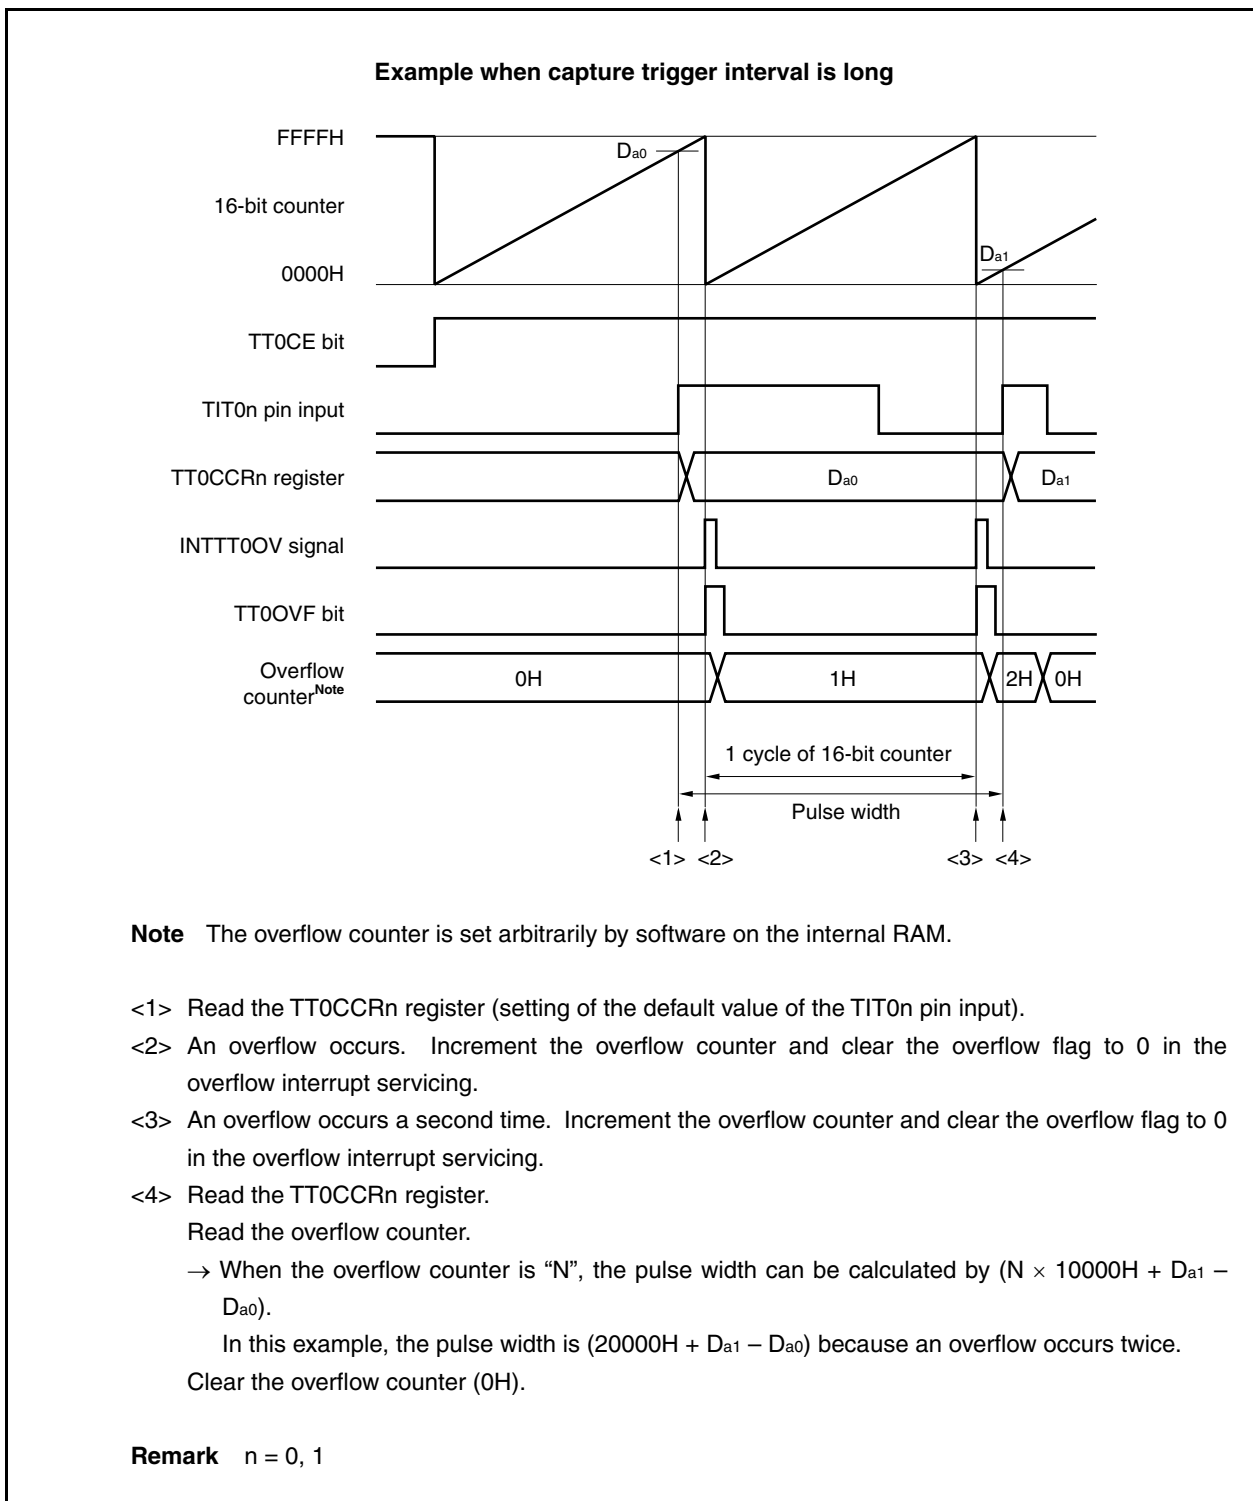 Example when capture trigger interval is long
FFFFH
Da0
16-bit counter
Da1
0000H
TT0CE bit
TIT0n pin input
TT0CCRn register
Da0
Da1
INTTT0OV signal
TT0OVF bit
Overflow
counterNote
0H
1H
2H
0H
1 cycle of 16-bit counter
Pulse width
<1> <2>
<3> <4>
Note The overflow counter is set arbitrarily by software on the internal RAM.
<1> Read the TT0CCRn register (setting of the default value of the TIT0n pin input).
<2> An overflow occurs. Increment the overflow counter and clear the overflow flag to 0 in the
overflow interrupt servicing.
<3> An overflow occurs a second time. Increment the overflow counter and clear the overflow flag to 0
in the overflow interrupt servicing.
<4> Read the TT0CCRn register.
Read the overflow counter.
→ When the overflow counter is “N”, the pulse width can be calculated by (N × 10000H + Da1 –
Da0).
In this example, the pulse width is (20000H + Da1 – Da0) because an overflow occurs twice.
Clear the overflow counter (0H).
Remark n = 0, 1